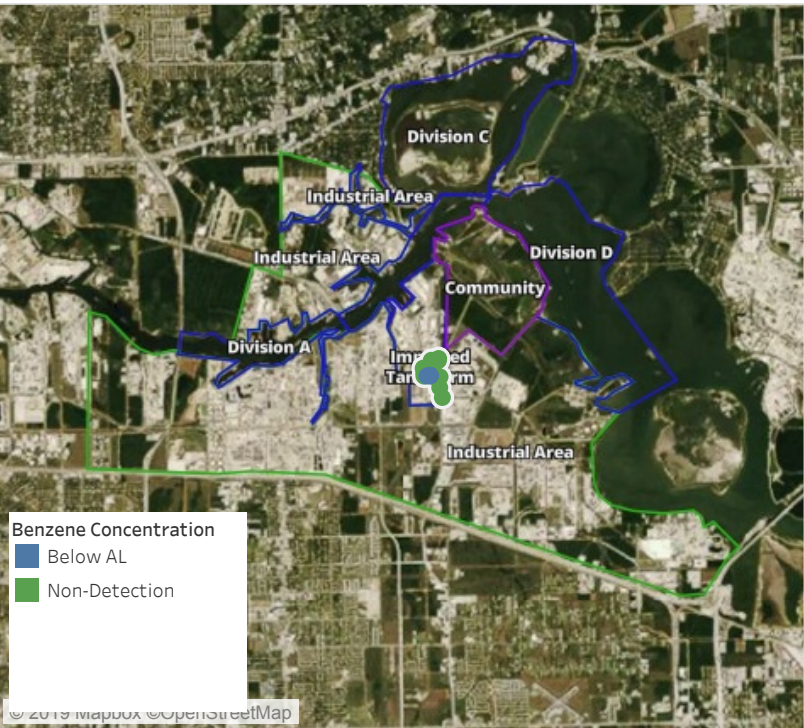 Division C
Industrial Area
Division D
Industrial Area
Community
Division A
Industrial Area
Benzene Concentration
Below AL
Non-Detection
© 2019 Mapbox ©OpenStreetMap